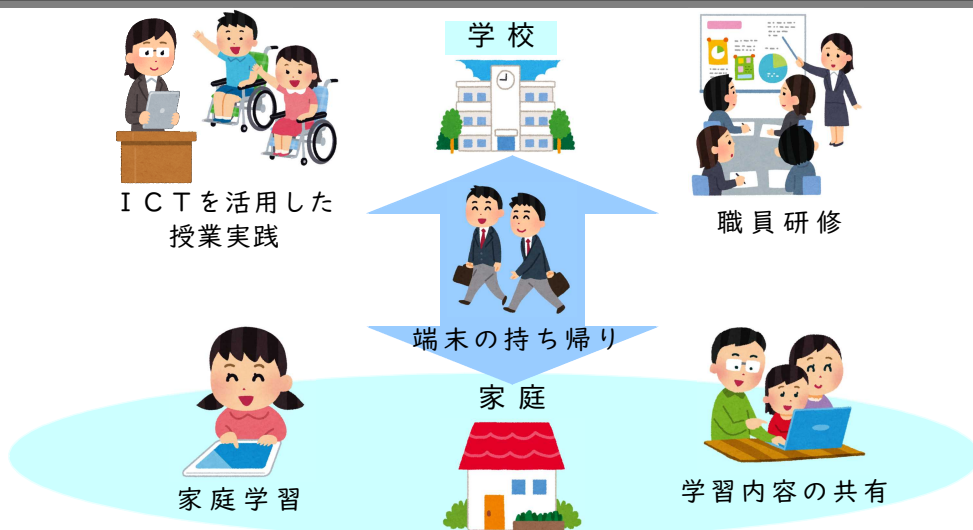 学校
ＩＣＴを活用した
授業実践
職員研修
端末の持ち帰り
家庭
家庭学習
学習内容の共有